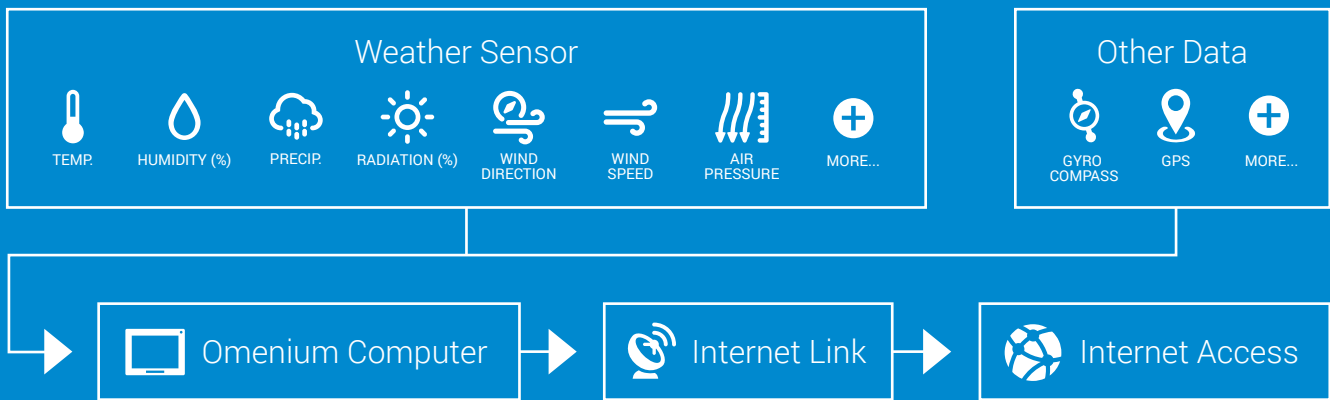 Weather Sensor
TEMP.
HUMIDITY (%)
PRECIP.
RADIATION (%)
WIND
DIRECTION
WIND
SPEED
AIR
PRESSURE
MORE...
Other Data
GYRO
COMPASS
GPS
MORE...
Omenium Computer
Internet Link
Internet Access